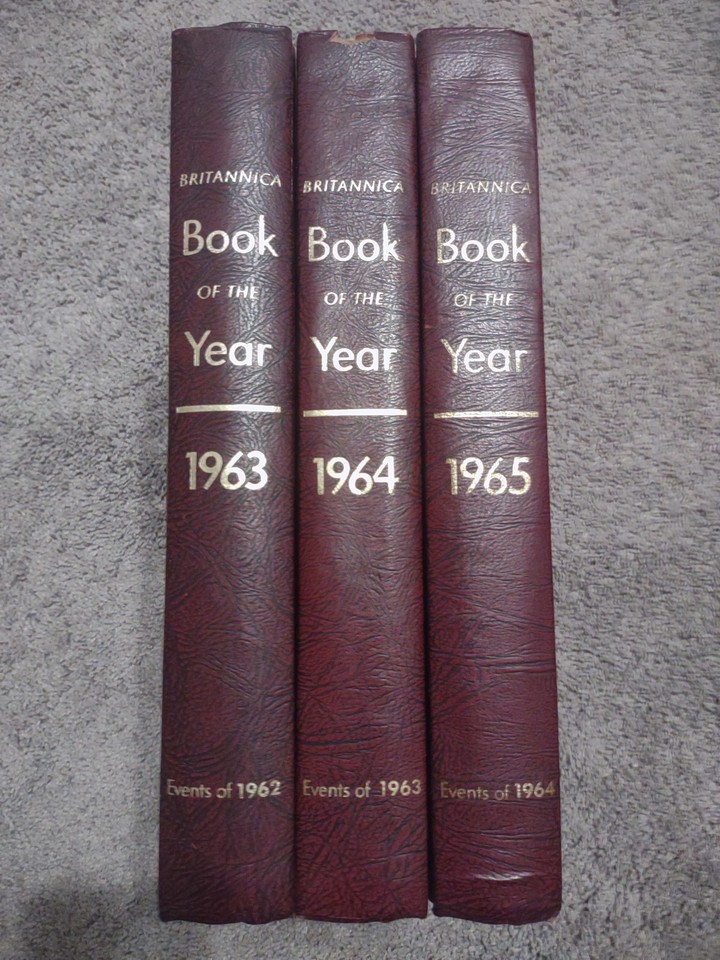 BRITANNICA
Book
OF THE
Year
1963
Events of 1962
BRITANNICA
Book
OF THE
Year
1964
Events of 1963
BRITANNICA
Book
OF THE
Year
1965
Events of 1964